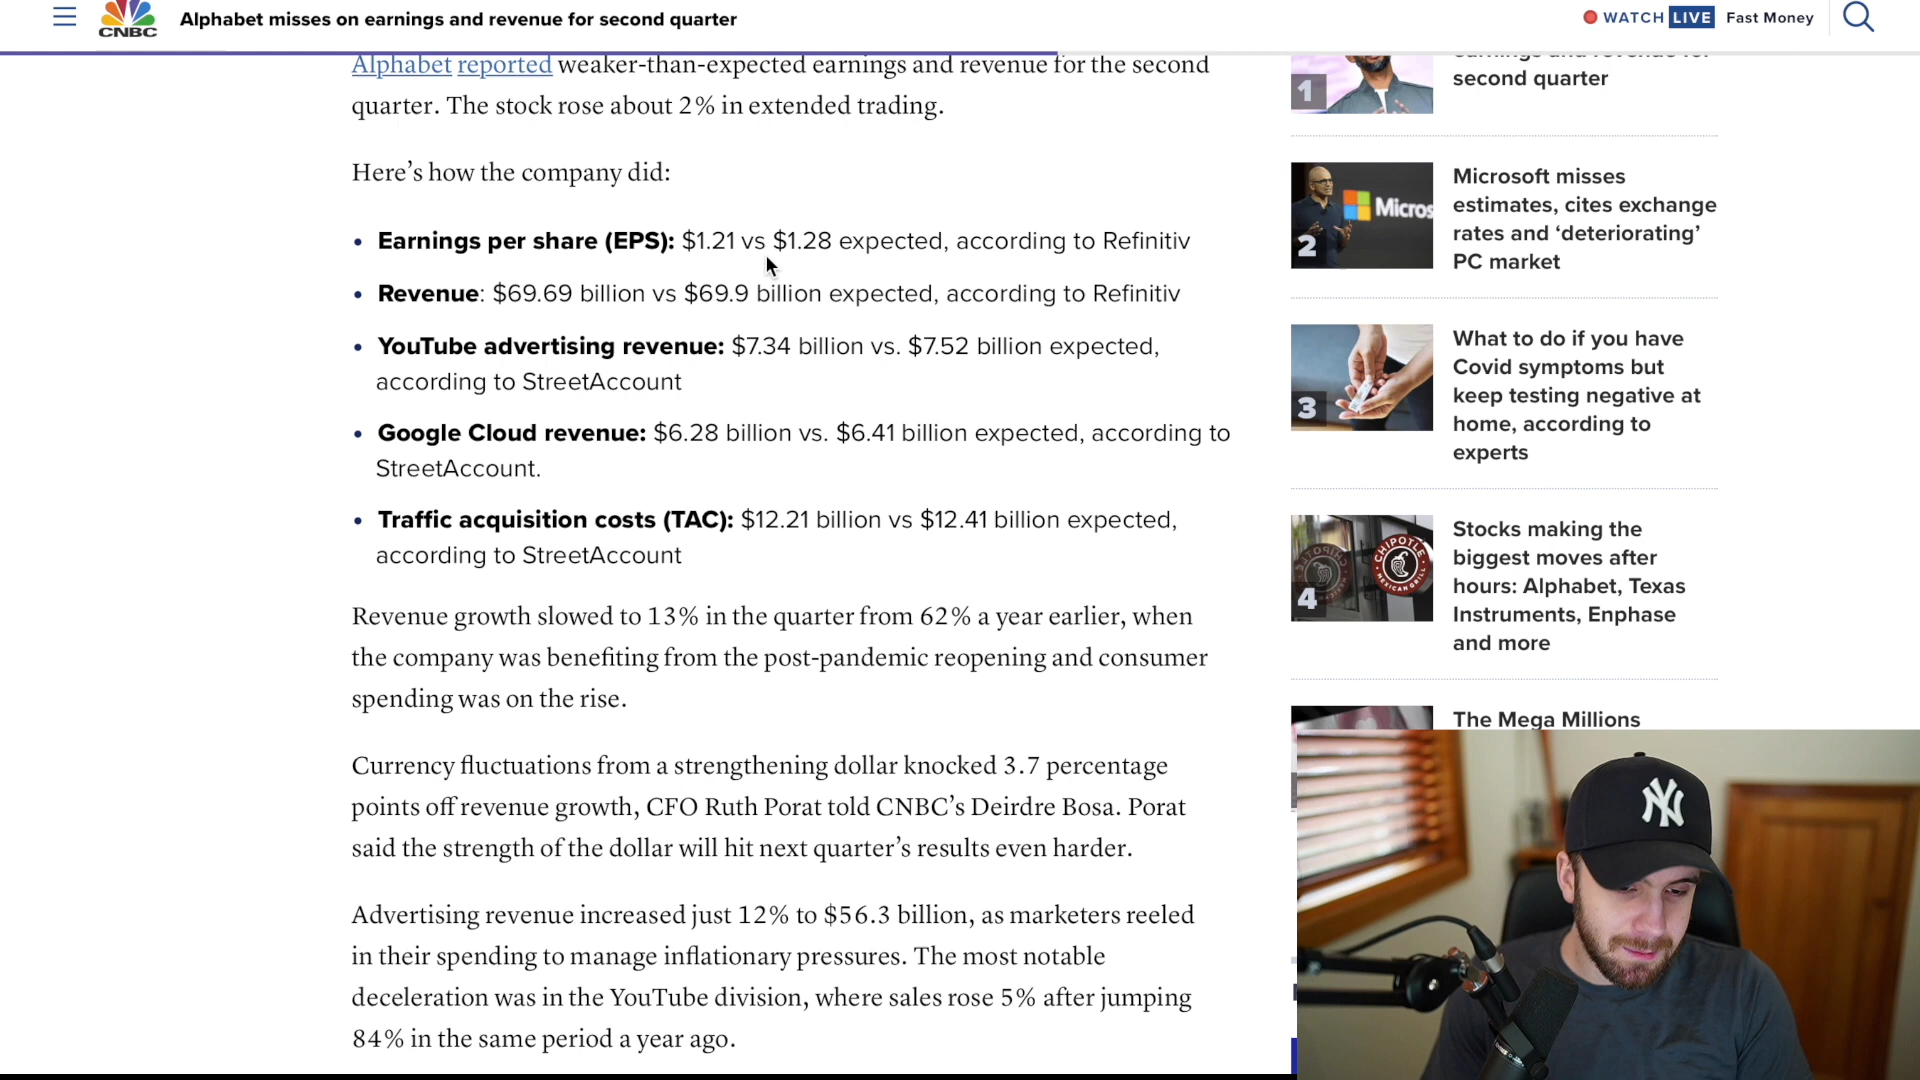 CNBC
Alphabet misses on earnings and revenue for second quarter
WATCH LIVE Fast Money
Alphabet reported weaker-than-expected earnings and revenue for the second
quarter. The stock rose about 2% in extended trading.
Here’s how the company did:
• Earnings per share (EPS): $1.21 vs $1.28 expected, according to Refinitiv
• Revenue: $69.69 billion vs $69.9 billion expected, according to Refinitiv
• YouTube advertising revenue: $7.34 billion vs. $7.52 billion expected,
according to StreetAccount
• Google Cloud revenue: $6.28 billion vs. $6.41 billion expected, according to
StreetAccount.
• Traffic acquisition costs (TAC): $12.21 billion vs $12.41 billion expected,
according to StreetAccount
Revenue growth slowed to 13% in the quarter from 62% a year earlier, when
the company was benefiting from the post-pandemic reopening and consumer
spending was on the rise.
Currency fluctuations from a strengthening dollar knocked 3.7 percentage
points off revenue growth, CFO Ruth Porat told CNBC’s Deirdre Bosa. Porat
said the strength of the dollar will hit next quarter’s results even harder.
Advertising revenue increased just 12% to $56.3 billion, as marketers reeled
in their spending to manage inflationary pressures. The most notable
deceleration was in the YouTube division, where sales rose 5% after jumping
84% in the same period a year ago.
1
earnings and revenue for
second quarter
Micros
2
Microsoft misses
estimates, cites exchange
rates and ‘deteriorating’
PC market
3
What to do if you have
Covid symptoms but
keep testing negative at
home, according to
experts
CHIPOTLE
MEXICAN GRILL
4
Stocks making the
biggest moves after
hours: Alphabet, Texas
Instruments, Enphase
and more
The Mega Millions
NY